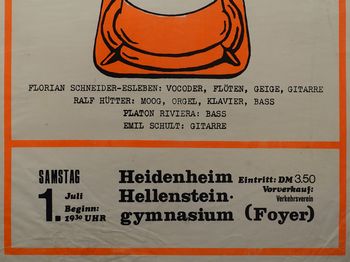 FLORIAN SCHNEIDER-ESLEBEN: VOCODER, FLÖTEN, GEIGE, GITARRE
RALF HÜTTER: MOOG, ORGEL, KLAVIER, BASS
PLATON RIVIERA: BASS
EMIL SCHULT: GITARRE
SAMSTAG
1. Juli
Beginn:
19³⁰ UHR
Heidenheim
Hellenstein-
gymnasium (Foyer)
Eintritt: DM 3.50
Vorverkauf:
Verkehrsverein